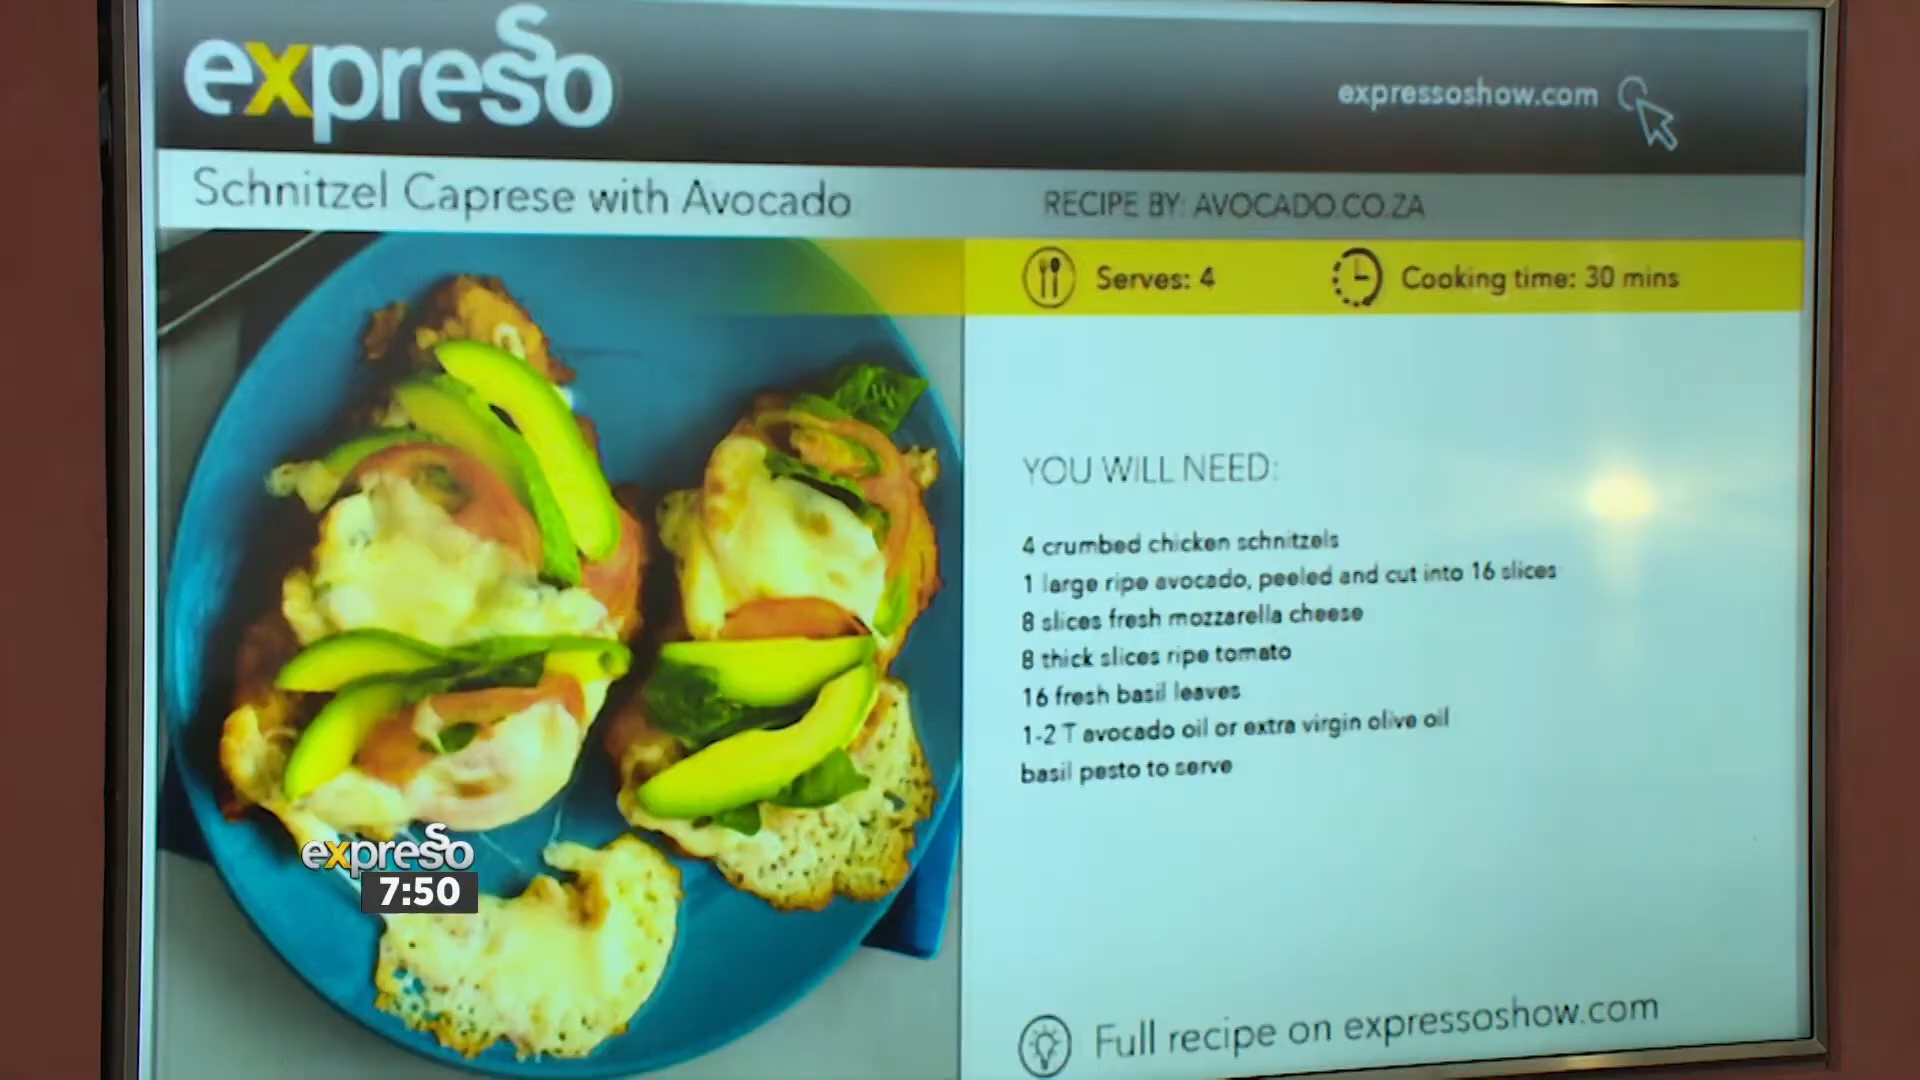 expresso
expressoshow.com
Schnitzel Caprese with Avocado
RECIPE BY: AVOCADO.CO.ZA
Serves: 4
Cooking time: 30 mins
YOU WILL NEED:
4 crumbed chicken schnitzels
1 large ripe avocado, peeled and cut into 16 slices
8 slices fresh mozzarella cheese
8 thick slices ripe tomato
16 fresh basil leaves
1-2 T avocado oil or extra virgin olive oil
basil pesto to serve
Full recipe on expressoshow.com
expresso
7:50